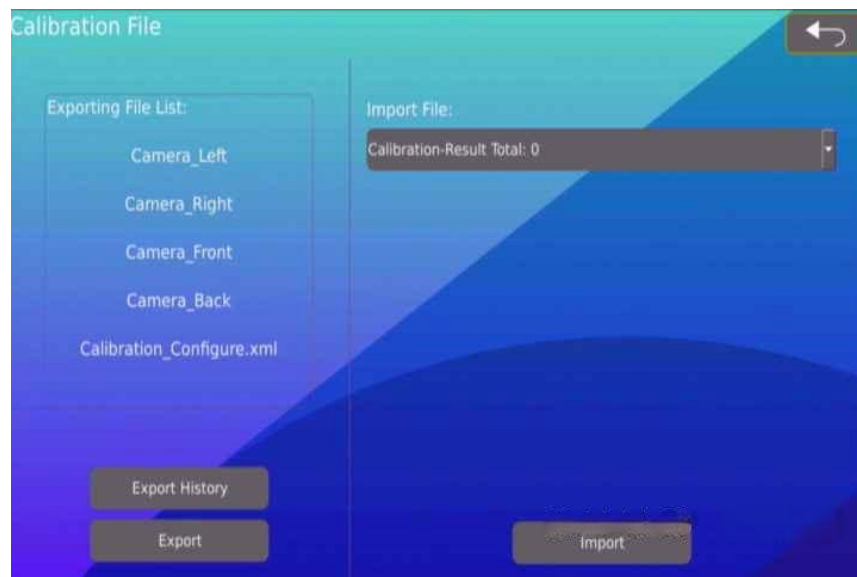 Calibration File
Exporting File List:
Camera_Left
Camera_Right
Camera_Front
Camera_Back
Calibration_Configure.xml
Export History
Export
Import File:
Calibration-Result Total: 0
Import